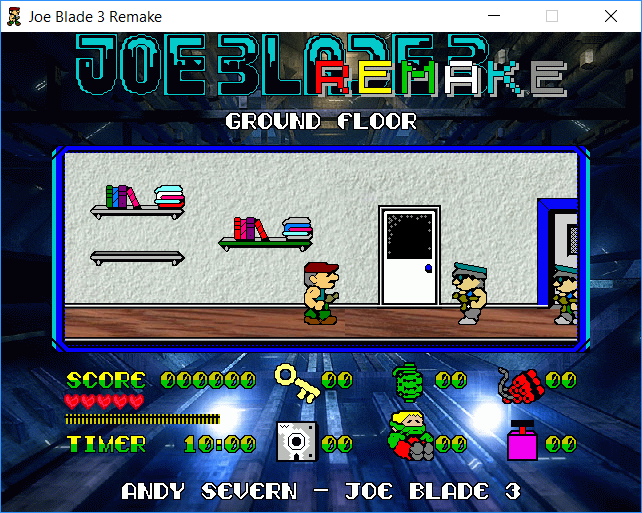 Joe Blade 3 Remake
JOE BLADE 3
REMAKE
GROUND FLOOR
SCORE 000000 00 00 00
TIMER 10:00 00 00 00
ANDY SEVERN - JOE BLADE 3